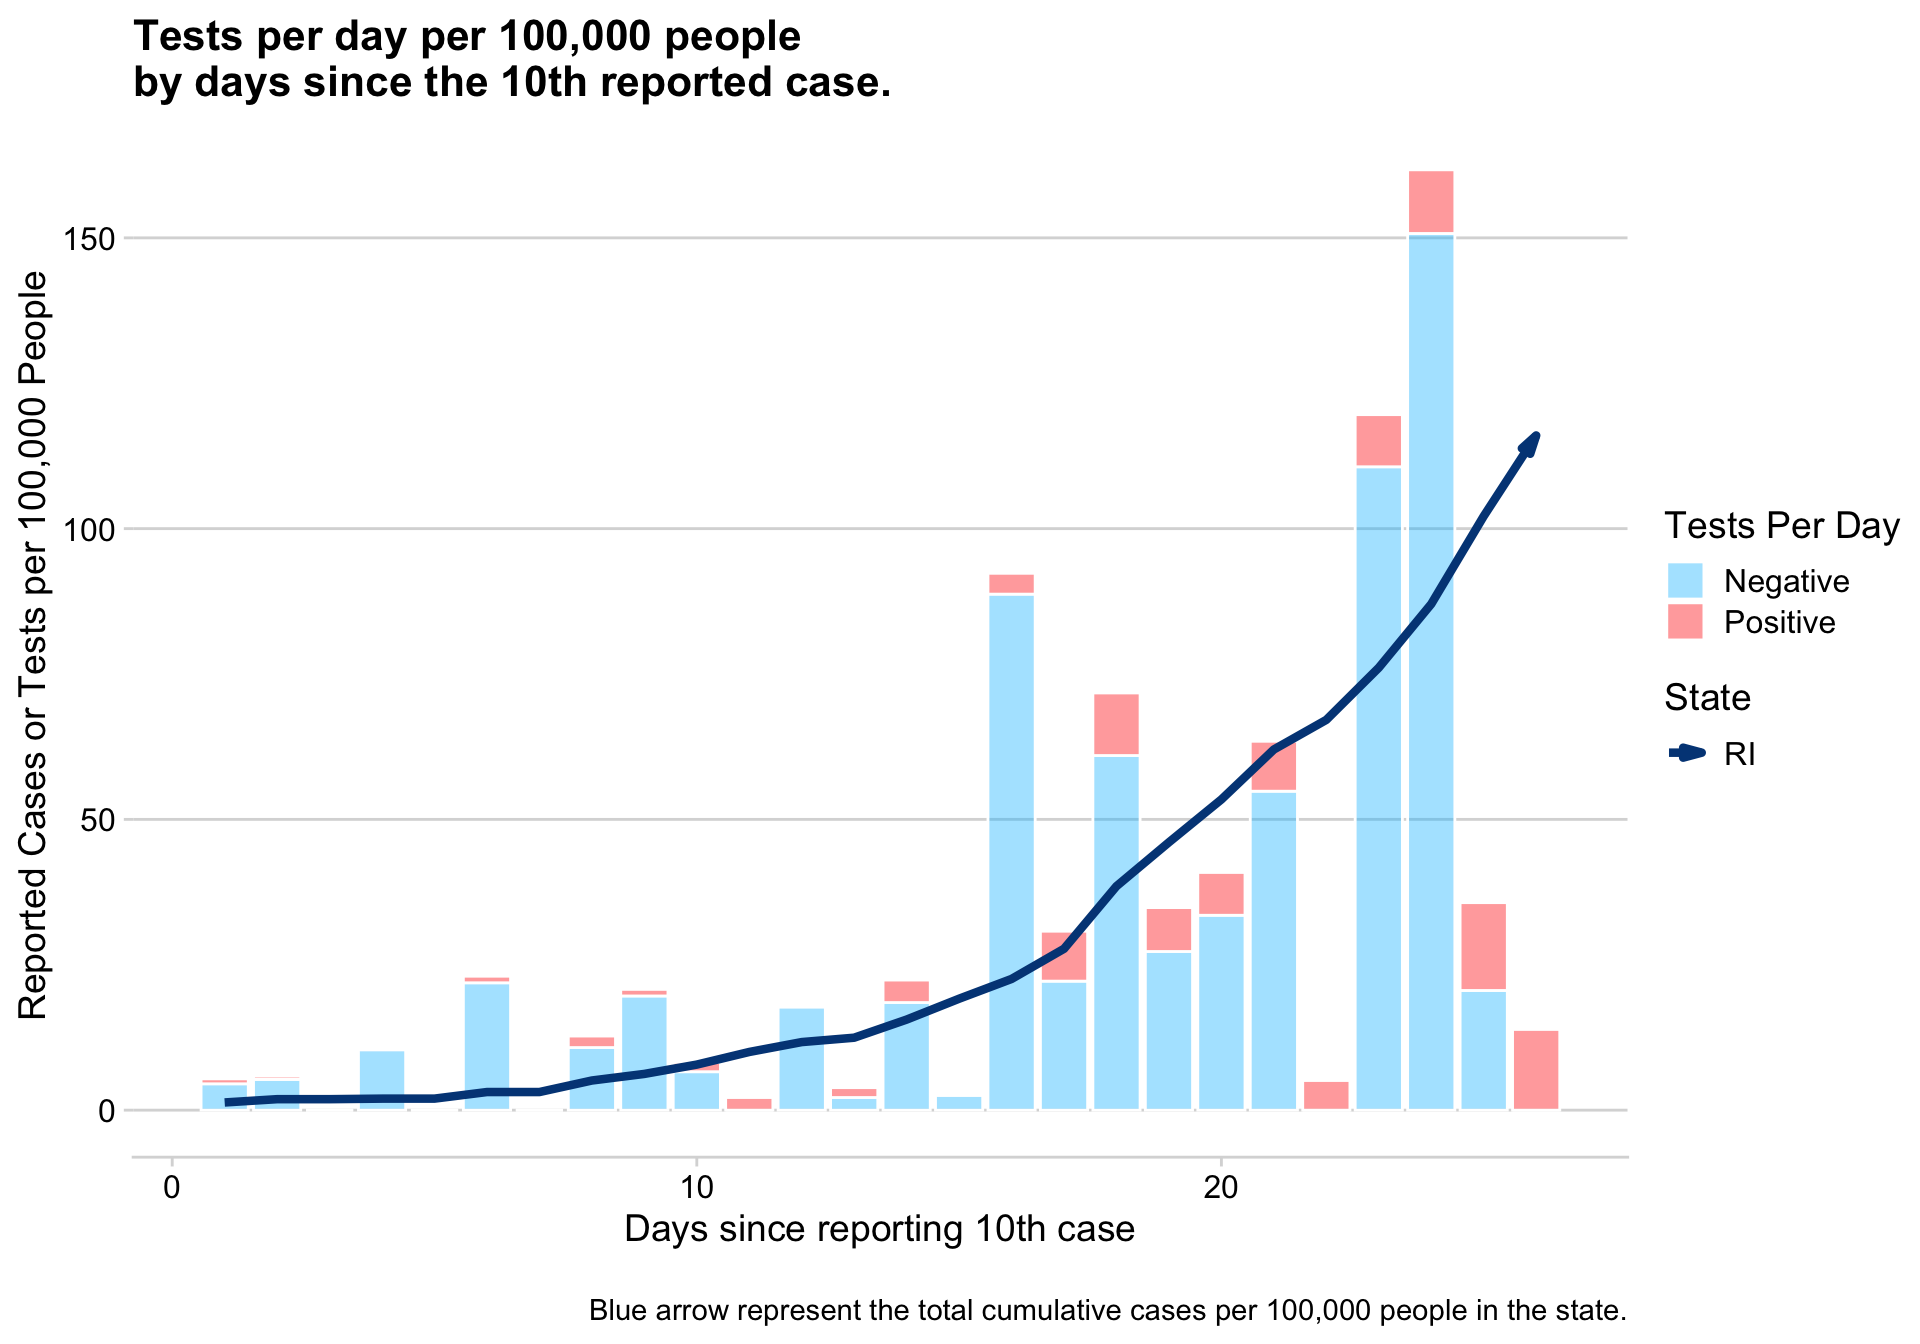 Tests per day per 100,000 people
by days since the 10th reported case.
Reported Cases or Tests per 100,000 People
150
100
50
0
0
10
20
Days since reporting 10th case
Tests Per Day
Negative
Positive
State
RI
Blue arrow represent the total cumulative cases per 100,000 people in the state.